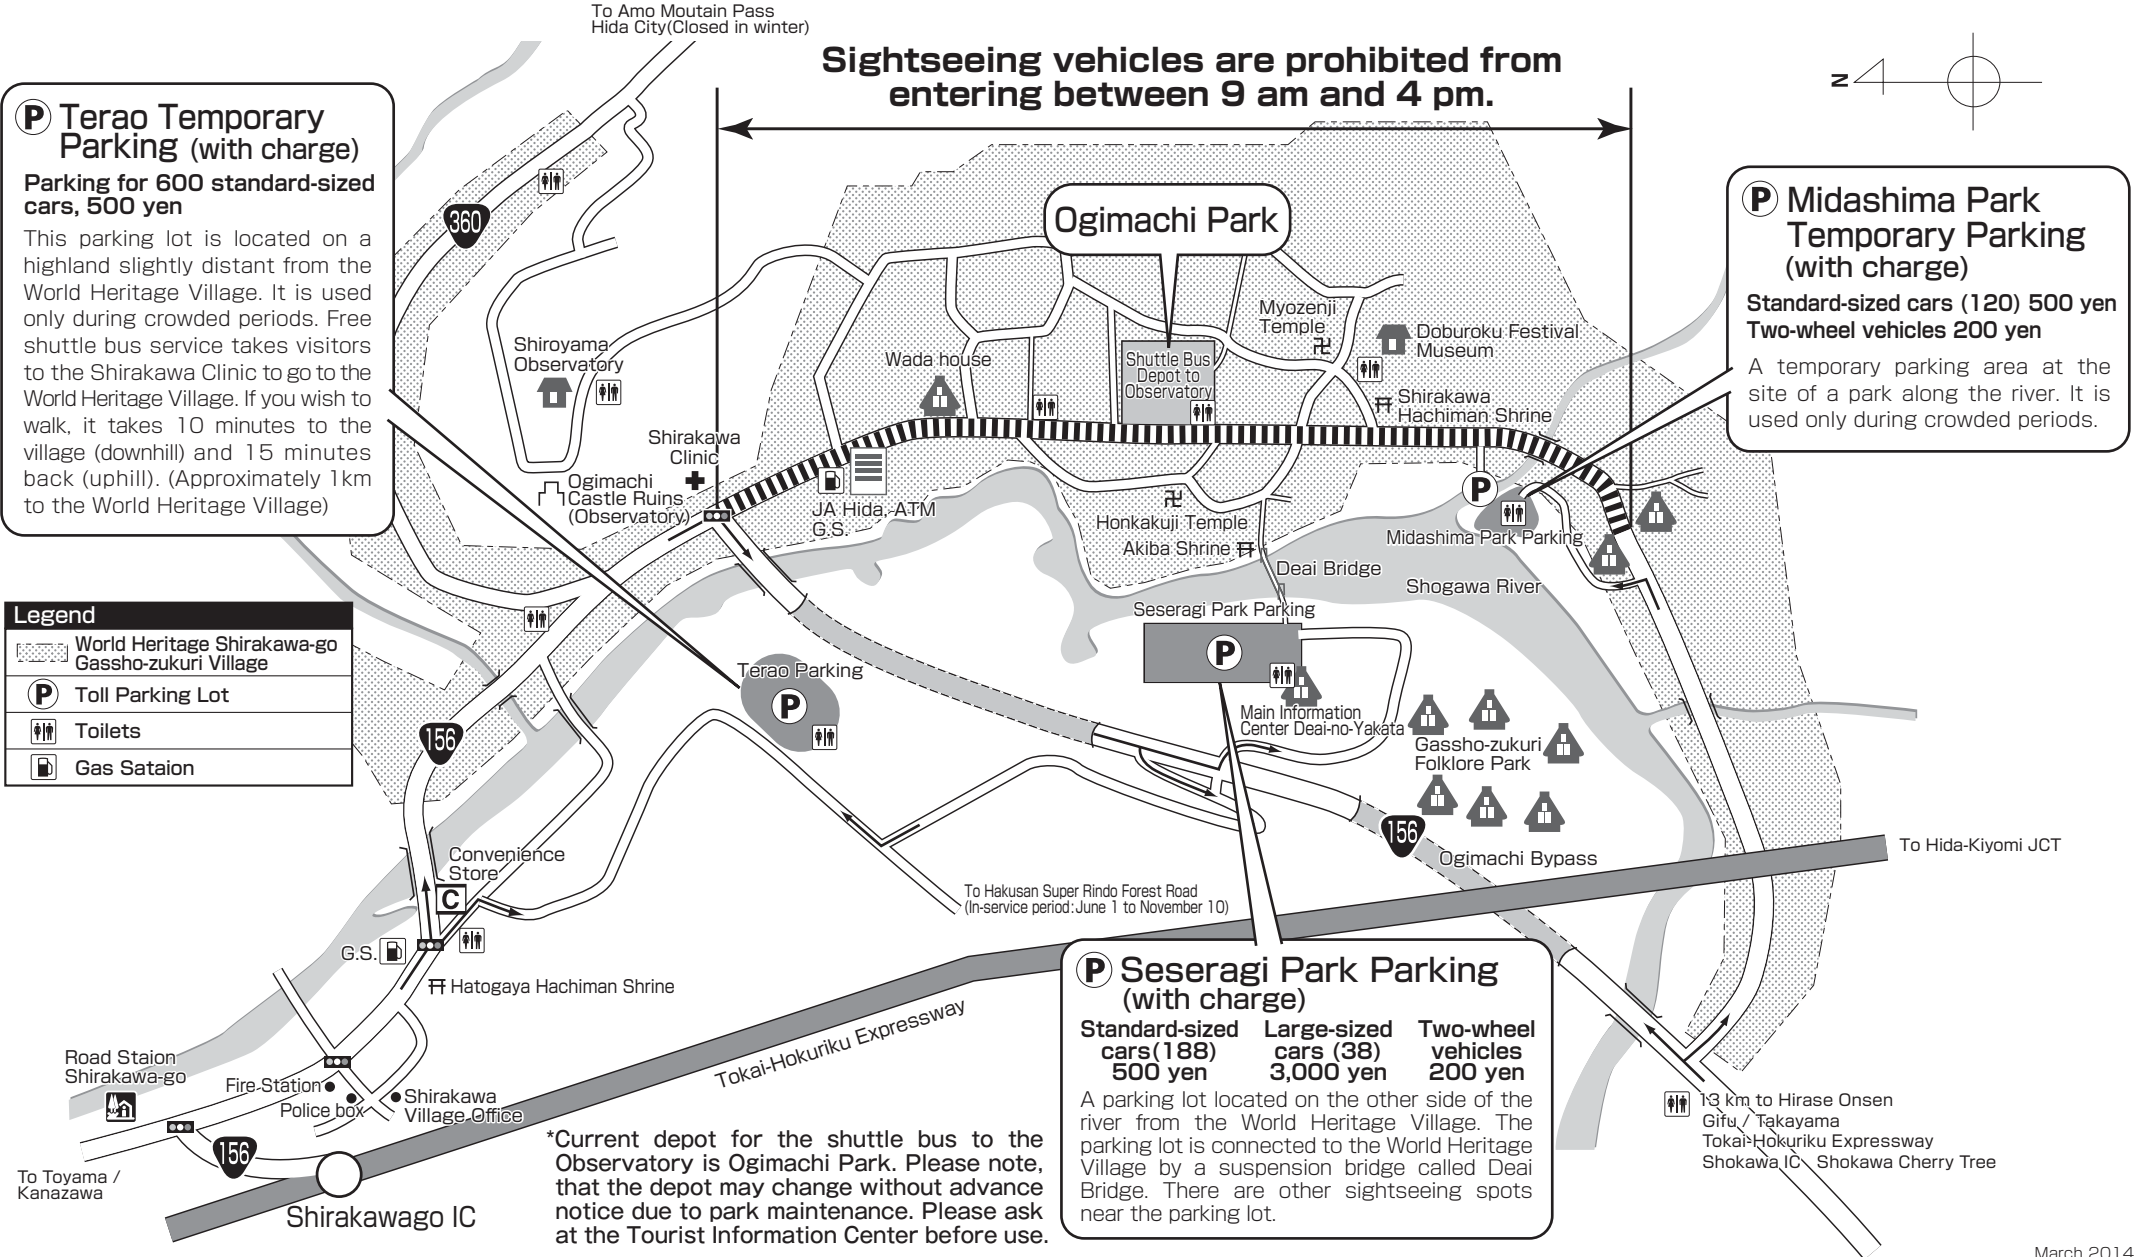 To Amo Moutain Pass
Hida City(Closed in winter)
Sightseeing vehicles are prohibited from
entering between 9 am and 4 pm.
N
P Terao Temporary
Parking (with charge)
Parking for 600 standard-sized
cars, 500 yen
This parking lot is located on a
highland slightly distant from the
World Heritage Village. It is used
only during crowded periods. Free
shuttle bus service takes visitors
to the Shirakawa Clinic to go to the
World Heritage Village. If you wish to
walk, it takes 10 minutes to the
village (downhill) and 15 minutes
back (uphill). (Approximately 1km
to the World Heritage Village)
360
Ogimachi Park
P Midashima Park
Temporary Parking
(with charge)
Standard-sized cars (120) 500 yen
Two-wheel vehicles 200 yen
A temporary parking area at the
site of a park along the river. It is
used only during crowded periods.
Shiroyama
Observatory
Wada house
Shuttle Bus
Depot to
Observatory
Myozenji
Temple
卍
Doburoku Festival
Museum
Shirakawa
Hachiman Shrine
Shirakawa
Clinic
Ogimachi
Castle Ruins
(Observatory)
JA Hida, ATM
G.S.
卍
Honkakuji Temple
Akiba Shrine
P
Midashima Park Parking
Deai Bridge
Shogawa River
Seseragi Park Parking
P
Legend
World Heritage Shirakawa-go
Gassho-zukuri Village
P Toll Parking Lot
Toilets
Gas Sataion
Terao Parking
P
Main Information
Center Deai-no-Yakata
Gassho-zukuri
Folklore Park
156
156
Ogimachi Bypass
To Hida-Kiyomi JCT
Convenience
Store
C
To Hakusan Super Rindo Forest Road
(In-service period:June 1 to November 10)
G.S.
Hatogaya Hachiman Shrine
Tokai-Hokuriku Expressway
P Seseragi Park Parking
(with charge)
Standard-sized
cars(188)
500 yen
Large-sized
cars (38)
3,000 yen
Two-wheel
vehicles
200 yen
A parking lot located on the other side of the
river from the World Heritage Village. The
parking lot is connected to the World Heritage
Village by a suspension bridge called Deai
Bridge. There are other sightseeing spots
near the parking lot.
Road Staion
Shirakawa-go
Fire Station
Police box
Shirakawa
Village Office
156
To Toyama /
Kanazawa
Shirakawago IC
*Current depot for the shuttle bus to the
Observatory is Ogimachi Park. Please note,
that the depot may change without advance
notice due to park maintenance. Please ask
at the Tourist Information Center before use.
13 km to Hirase Onsen
Gifu / Takayama
Tokai-Hokuriku Expressway
Shokawa IC Shokawa Cherry Tree
March 2014